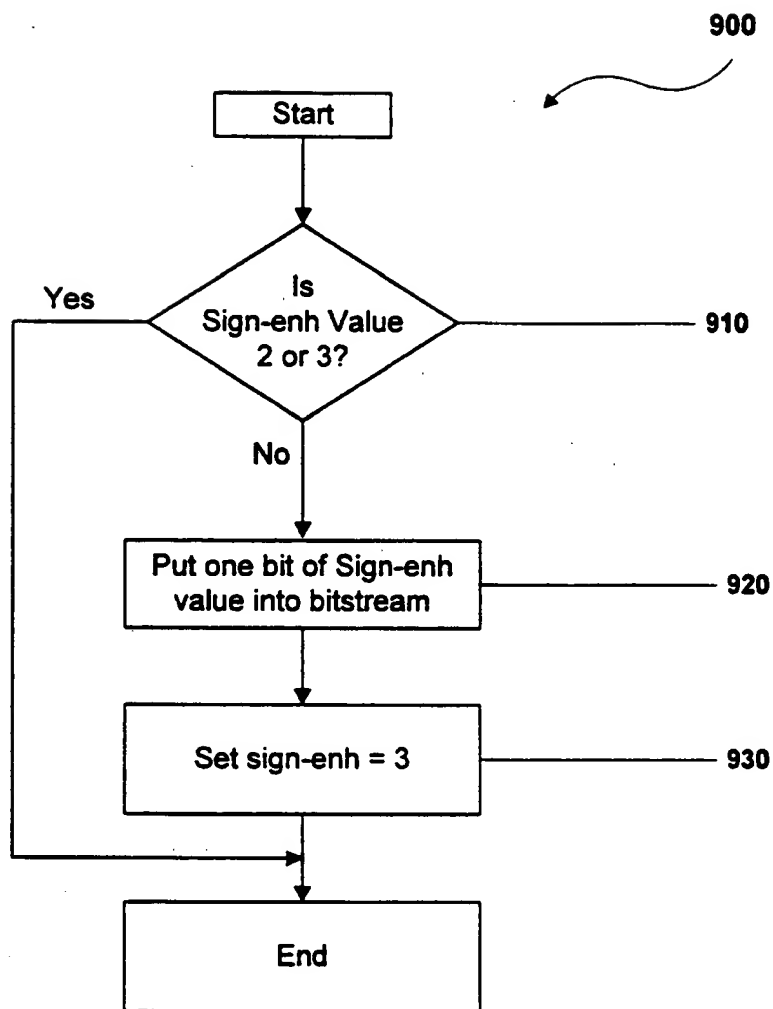 900
Start
Is
Sign-enh Value
2 or 3?
Yes
910
No
Put one bit of Sign-enh
value into bitstream
920
Set sign-enh = 3
930
End